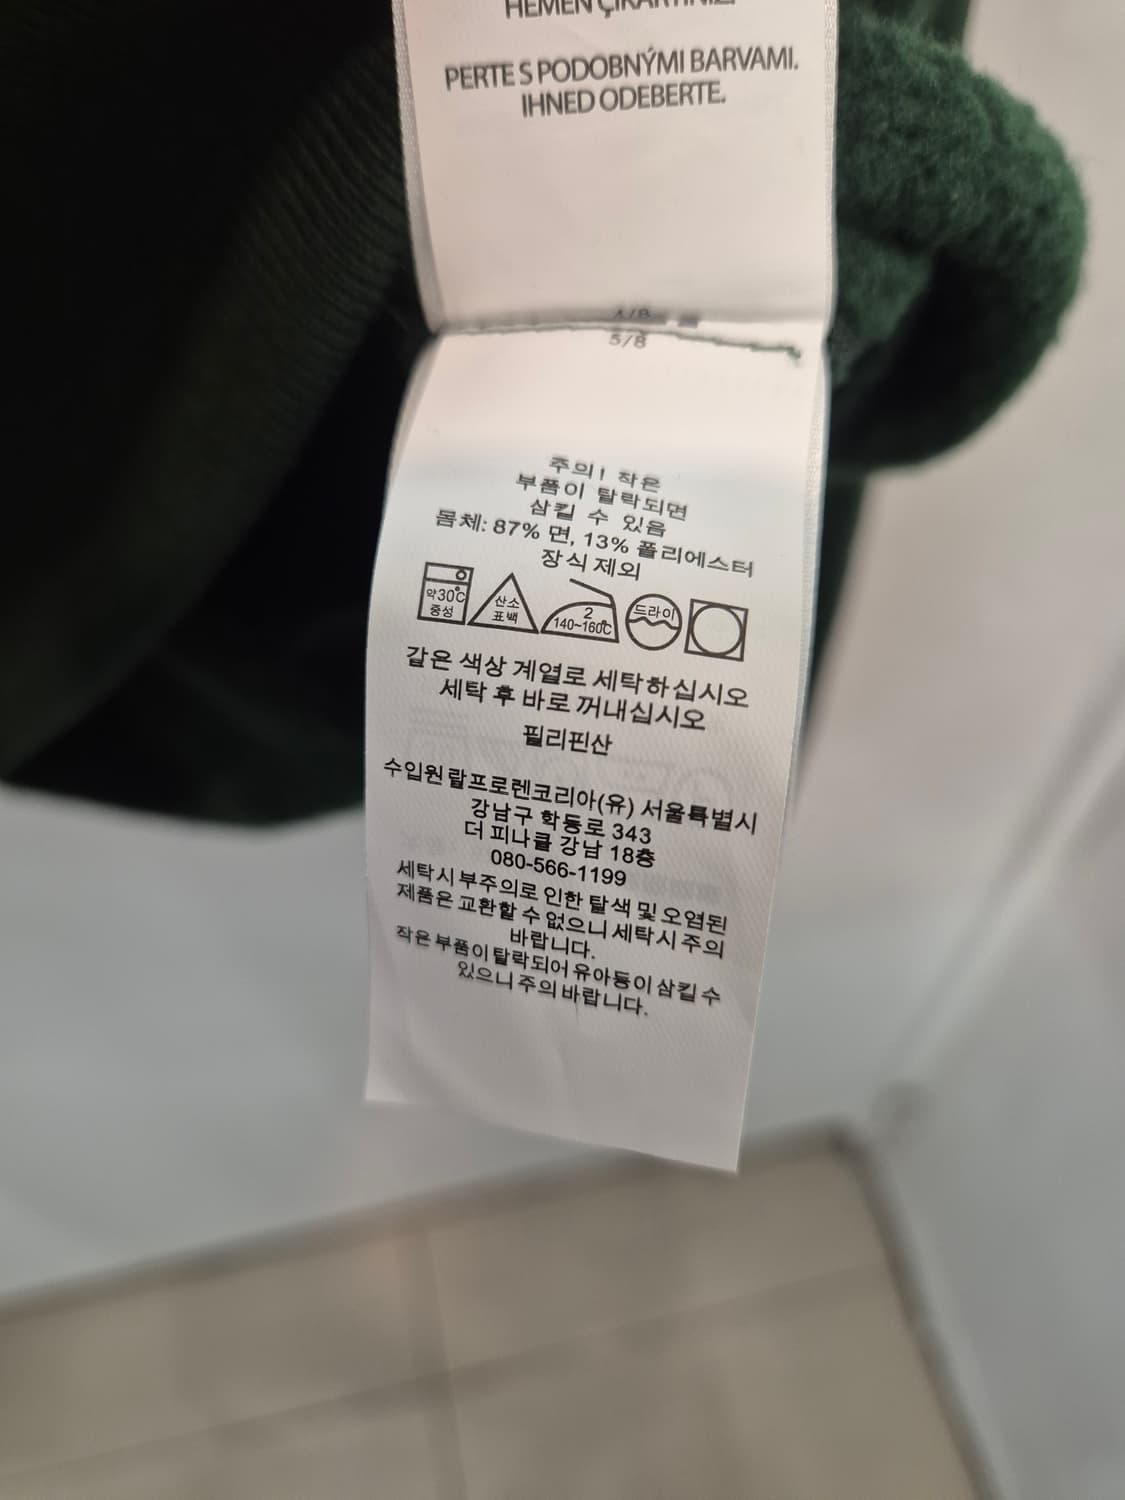 HEMEN ÇIKARTINIZ.
PERTE S PODOBNÝMI BARVAMI.
IHNED ODEBERTE.
4/8
5/8
주의! 작은
부품이 탈락되면
삼킬 수 있음
몸체: 87% 면, 13% 폴리에스터
장식 제외
약30℃
중성
산소
표백
2
140~160℃
드라이
같은 색상 계열로 세탁하십시오
세탁 후 바로 꺼내십시오
필리핀산
수입원 랄프로렌코리아(유) 서울특별시
강남구 학동로 343
더 피나클 강남 18층
080-566-1199
세탁시 부주의로 인한 탈색 및 오염된
제품은 교환할 수 없으니 세탁시 주의
바랍니다.
작은 부품이 탈락되어 유아등이 삼킬 수
있으니 주의 바랍니다.